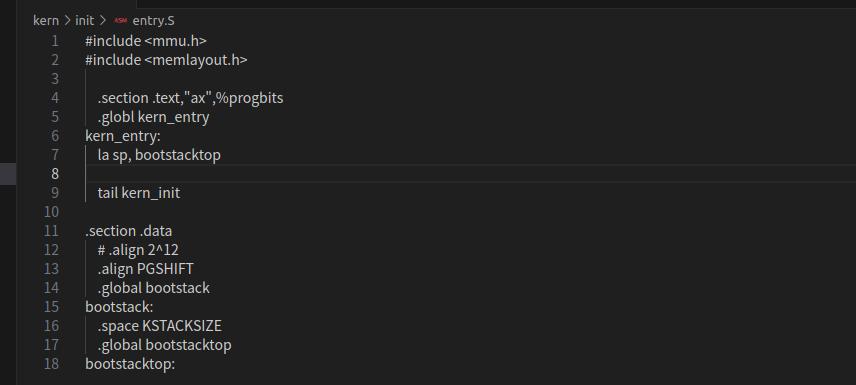 kern > init > ASM entry.S
1 #include <mmu.h>
2 #include <memlayout.h>
3
4 .section .text,"ax",%progbits
5 .globl kern_entry
6 kern_entry:
7 la sp, bootstacktop
8
9 tail kern_init
10
11 .section .data
12 # .align 2^12
13 .align PGSHIFT
14 .global bootstack
15 bootstack:
16 .space KSTACKSIZE
17 .global bootstacktop
18 bootstacktop: